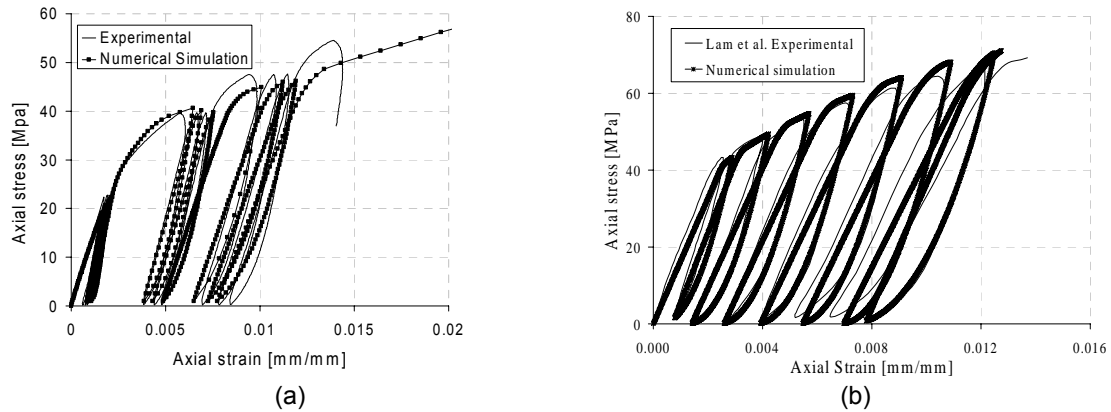 60
50
40
30
20
10
0
Axial stress [Mpa]
Experimental
Numerical Simulation
0 0.005 0.01 0.015 0.02
Axial strain [mm/mm]
(a)
80
60
40
20
0
Axial stress [MPa]
Lam et al. Experimental
Numerical simulation
0.000 0.004 0.008 0.012 0.016
Axial Strain [mm/mm]
(b)